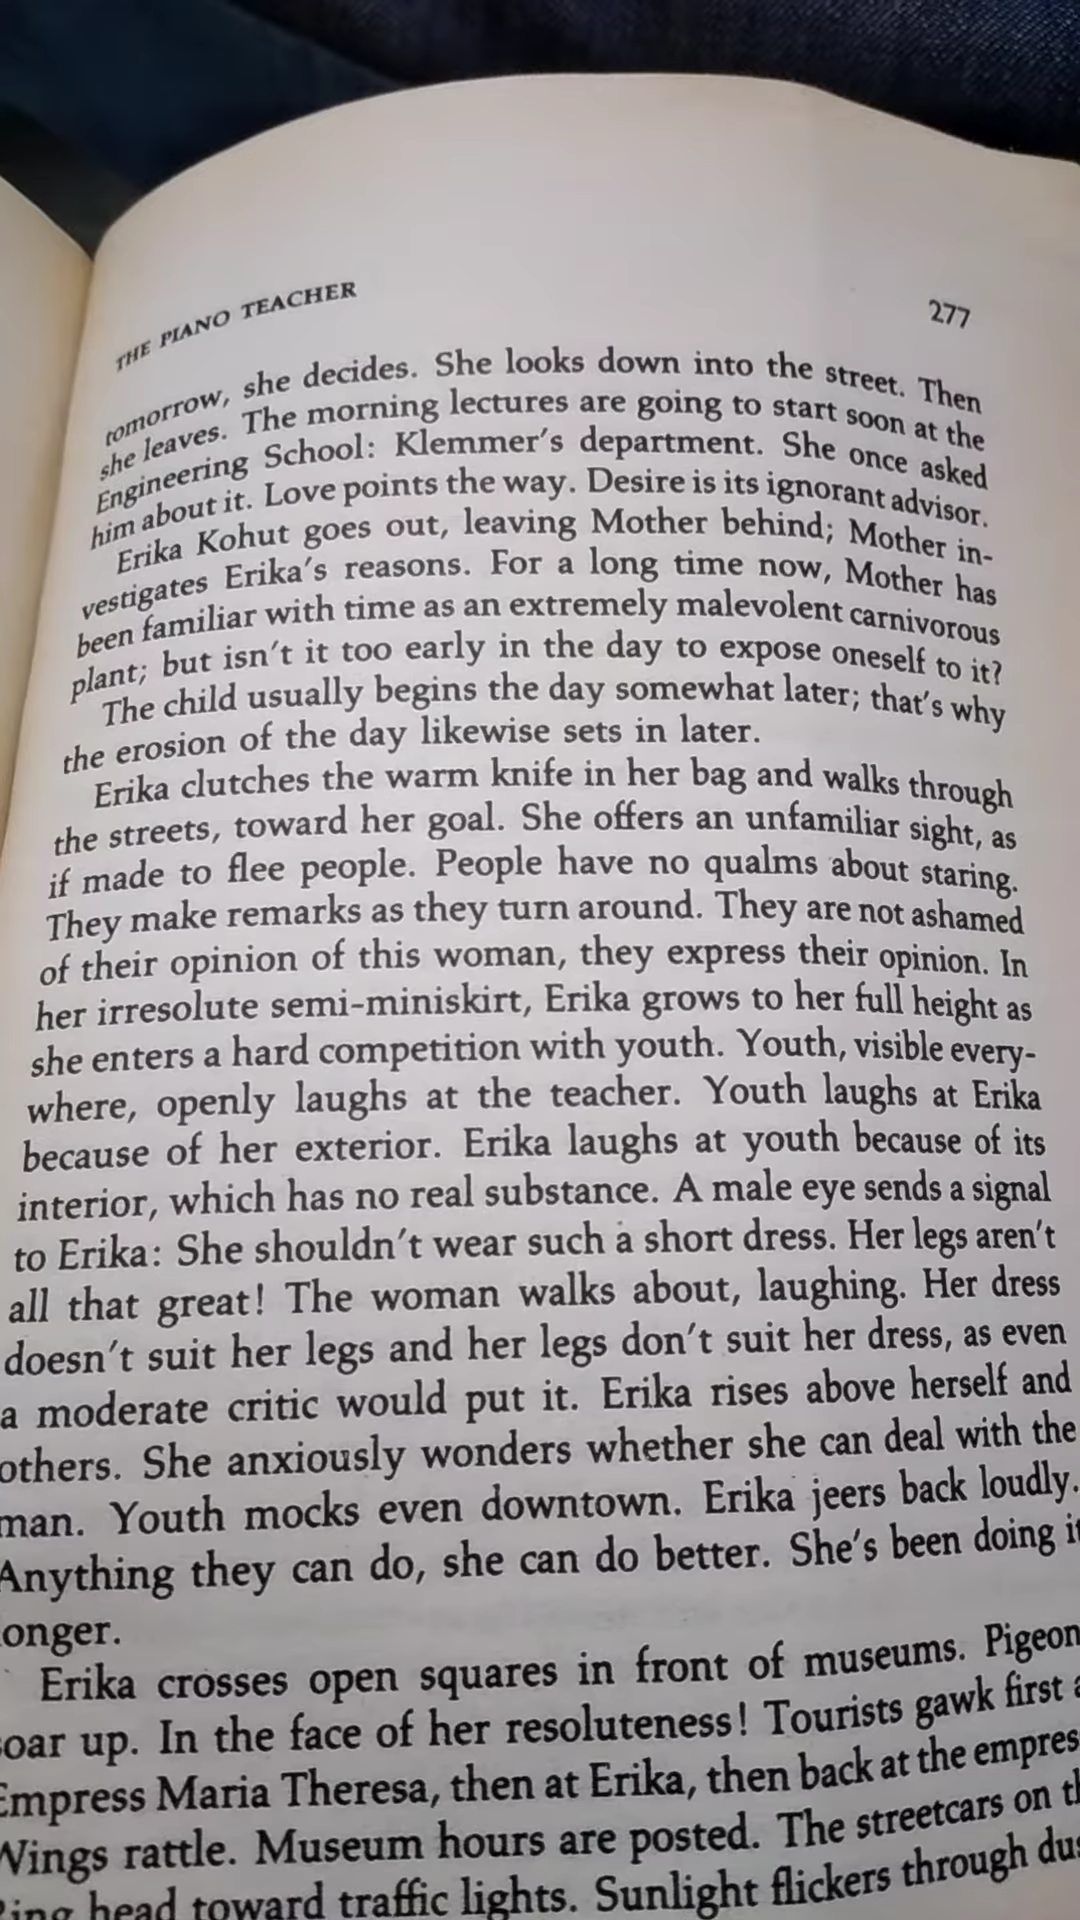 THE PIANO TEACHER 277
tomorrow, she decides. She looks down into the street. Then
she leaves. The morning lectures are going to start soon at the
Engineering School: Klemmer's department. She once asked
him about it. Love points the way. Desire is its ignorant advisor.
Erika Kohut goes out, leaving Mother behind; Mother in-
vestigates Erika's reasons. For a long time now, Mother has
been familiar with time as an extremely malevolent carnivorous
plant; but isn't it too early in the day to expose oneself to it?
The child usually begins the day somewhat later; that's why
the erosion of the day likewise sets in later.
Erika clutches the warm knife in her bag and walks through
the streets, toward her goal. She offers an unfamiliar sight, as
if made to flee people. People have no qualms about staring.
They make remarks as they turn around. They are not ashamed
of their opinion of this woman, they express their opinion. In
her irresolute semi-miniskirt, Erika grows to her full height as
she enters a hard competition with youth. Youth, visible every-
where, openly laughs at the teacher. Youth laughs at Erika
because of her exterior. Erika laughs at youth because of its
interior, which has no real substance. A male eye sends a signal
to Erika: She shouldn't wear such a short dress. Her legs aren't
all that great! The woman walks about, laughing. Her dress
doesn't suit her legs and her legs don't suit her dress, as even
a moderate critic would put it. Erika rises above herself and
others. She anxiously wonders whether she can deal with the
man. Youth mocks even downtown. Erika jeers back loudly.
Anything they can do, she can do better. She's been doing it
onger.
Erika crosses open squares in front of museums. Pigeon
oar up. In the face of her resoluteness! Tourists gawk first a
Empress Maria Theresa, then at Erika, then back at the empres
Wings rattle. Museum hours are posted. The streetcars on th
Ring head toward traffic lights. Sunlight flickers through dus